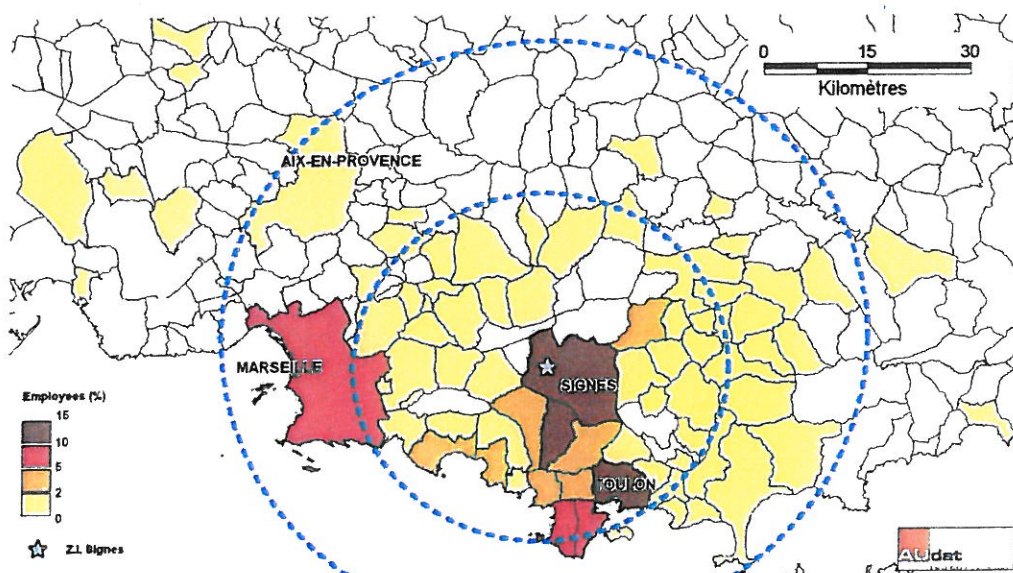 0 15 30
Kilomètres
AIX-EN-PROVENCE
MARSEILLE
SIGNES
TOULON
Employees (%)
15
10
5
2
0
Z.I. Signes
AUdat